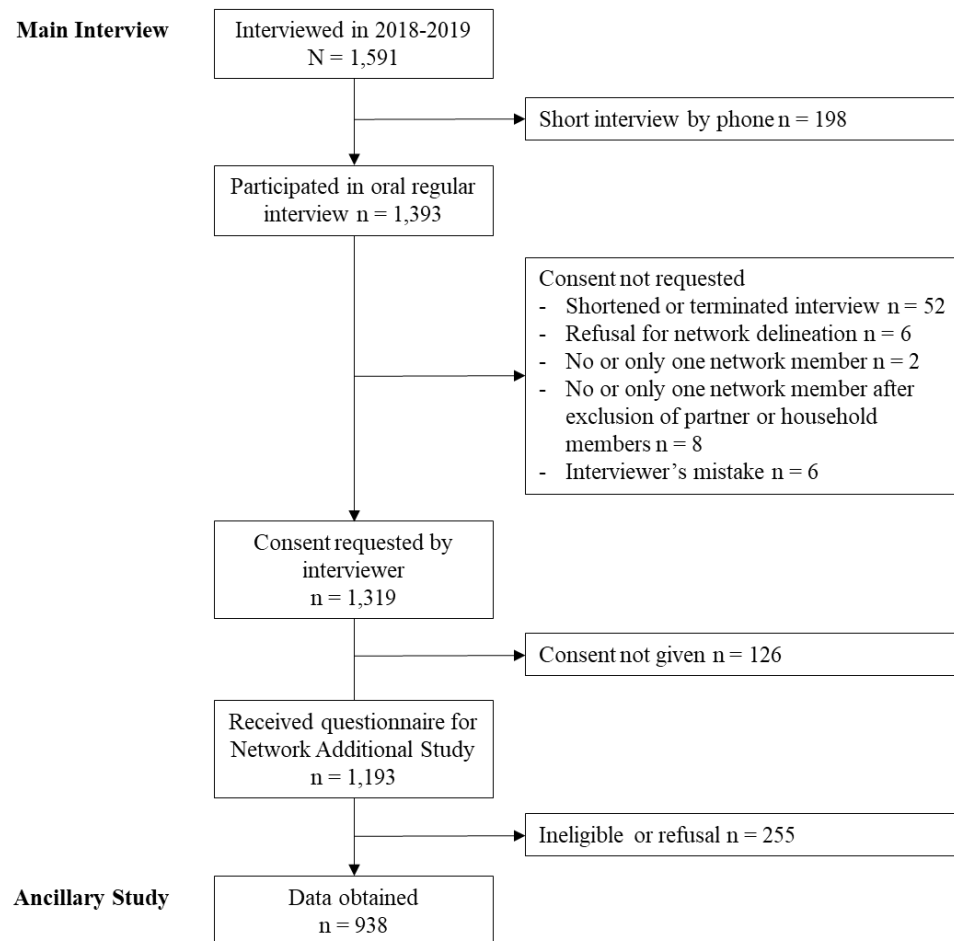 Main Interview
Interviewed in 2018-2019
N = 1,591
Short interview by phone n = 198
Participated in oral regular
interview n = 1,393
Consent not requested
- Shortened or terminated interview n = 52
- Refusal for network delineation n = 6
- No or only one network member n = 2
- No or only one network member after
exclusion of partner or household
members n = 8
- Interviewer's mistake n = 6
Consent requested by
interviewer
n = 1,319
Consent not given n = 126
Received questionnaire for
Network Additional Study
n = 1,193
Ineligible or refusal n = 255
Ancillary Study
Data obtained
n = 938